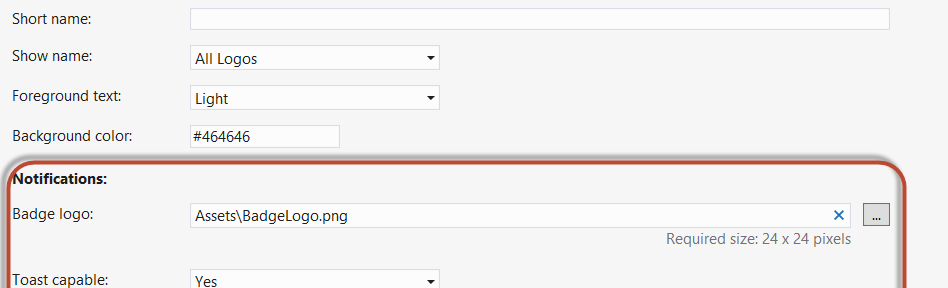 Short name:
Show name: All Logos
Foreground text: Light
Background color: #464646
Notifications:
Badge logo: Assets\BadgeLogo.png ...
Required size: 24 x 24 pixels
Toast capable: Yes